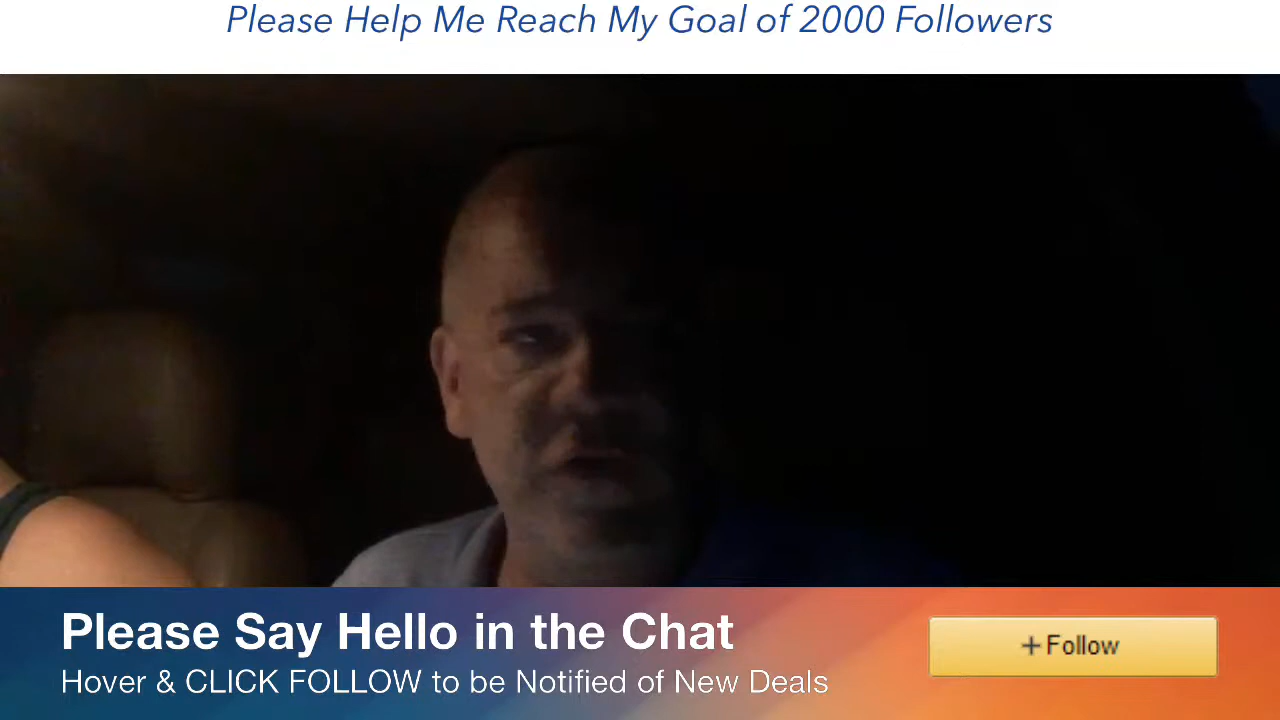 Please Help Me Reach My Goal of 2000 Followers
Please Say Hello in the Chat
Hover & CLICK FOLLOW to be Notified of New Deals
+Follow